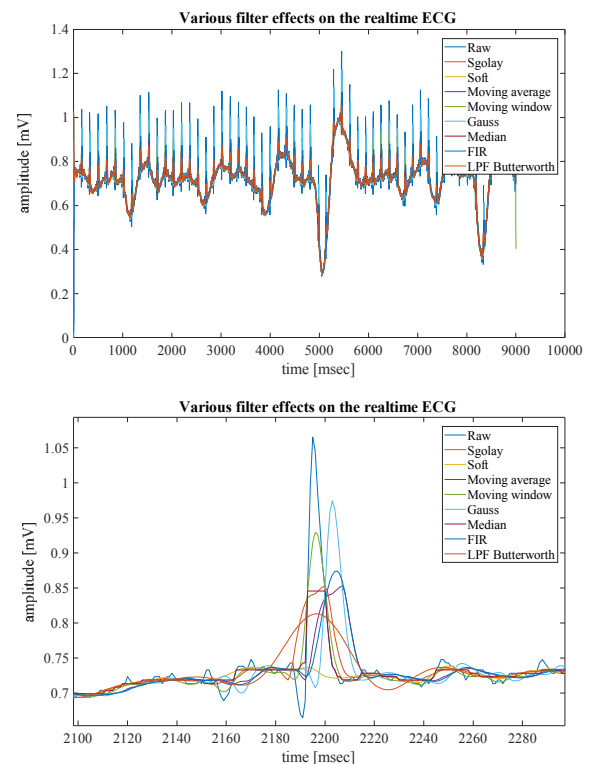 Various filter effects on the realtime ECG
1.4
1.2
1
0.8
0.6
0.4
0.2
0
amplitude [mV]
Raw
Sgolay
Soft
Moving average
Moving window
Gauss
Median
FIR
LPF Butterworth
0 1000 2000 3000 4000 5000 6000 7000 8000 9000 10000
time [msec]
Various filter effects on the realtime ECG
1.05
1
0.95
0.9
0.85
0.8
0.75
0.7
amplitude [mV]
Raw
Sgolay
Soft
Moving average
Moving window
Gauss
Median
FIR
LPF Butterworth
2100 2120 2140 2160 2180 2200 2220 2240 2260 2280
time [msec]